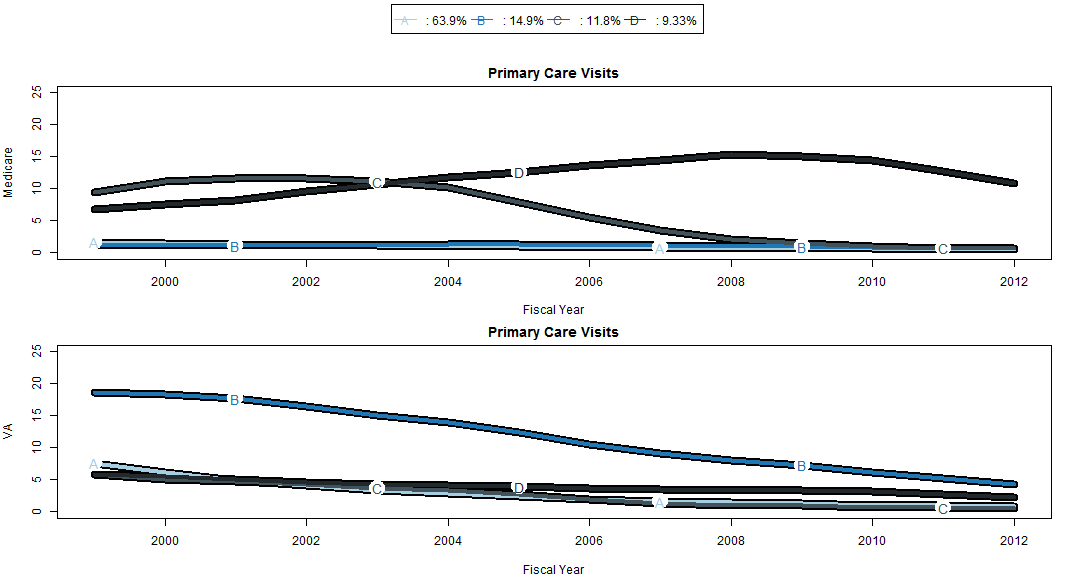 A : 63.9% B : 14.9% C : 11.8% D : 9.33%
Primary Care Visits
Medicare
25
20
15
10
5
0
A B C D A B C
2000 2002 2004 2006 2008 2010 2012
Fiscal Year
Primary Care Visits
VA
25
20
15
10
5
0
A B C D A B C
2000 2002 2004 2006 2008 2010 2012
Fiscal Year